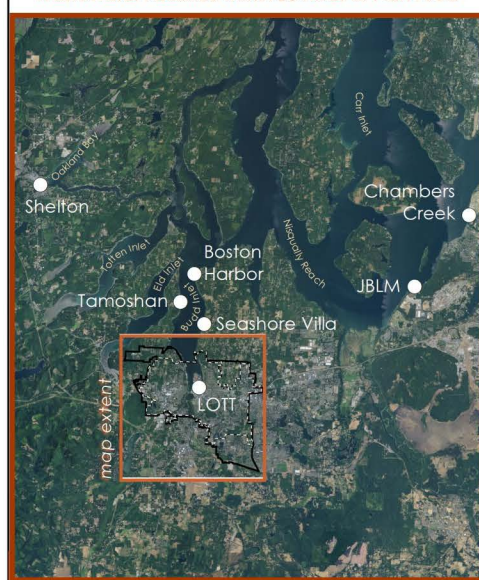 Carr Inlet
Oakland Bay
Chambers
Creek
Shelton
Totten Inlet
Eld Inlet
Boston
Harbor
Nisqually Reach
Budd Inlet
JBLM
Tamoshan
Seashore Villa
LOTT
map extent